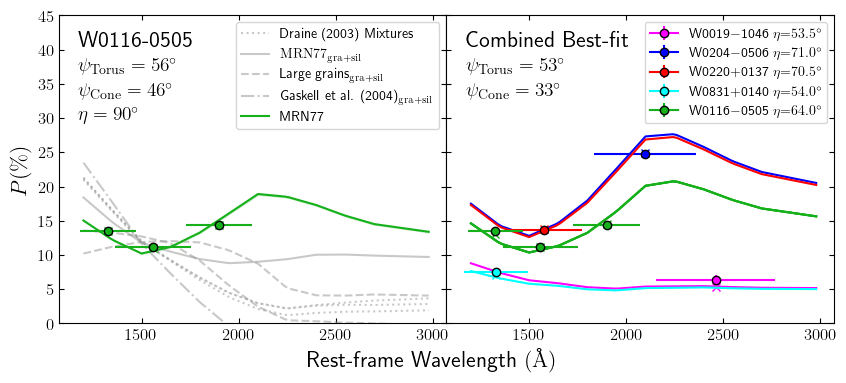 W0116-0505
ψTorus = 56°
ψCone = 46°
η = 90°
Draine (2003) Mixtures
MRN77gra+sil
Large grainsgra+sil
Gaskell et al. (2004)gra+sil
MRN77
Combined Best-fit
ψTorus = 53°
ψCone = 33°
W0019−1046 η=53.5°
W0204−0506 η=71.0°
W0220+0137 η=70.5°
W0831+0140 η=54.0°
W0116−0505 η=64.0°
P(%)
45
40
35
30
25
20
15
10
5
0
1500 2000 2500 3000 1500 2000 2500 3000
Rest-frame Wavelength (Å)